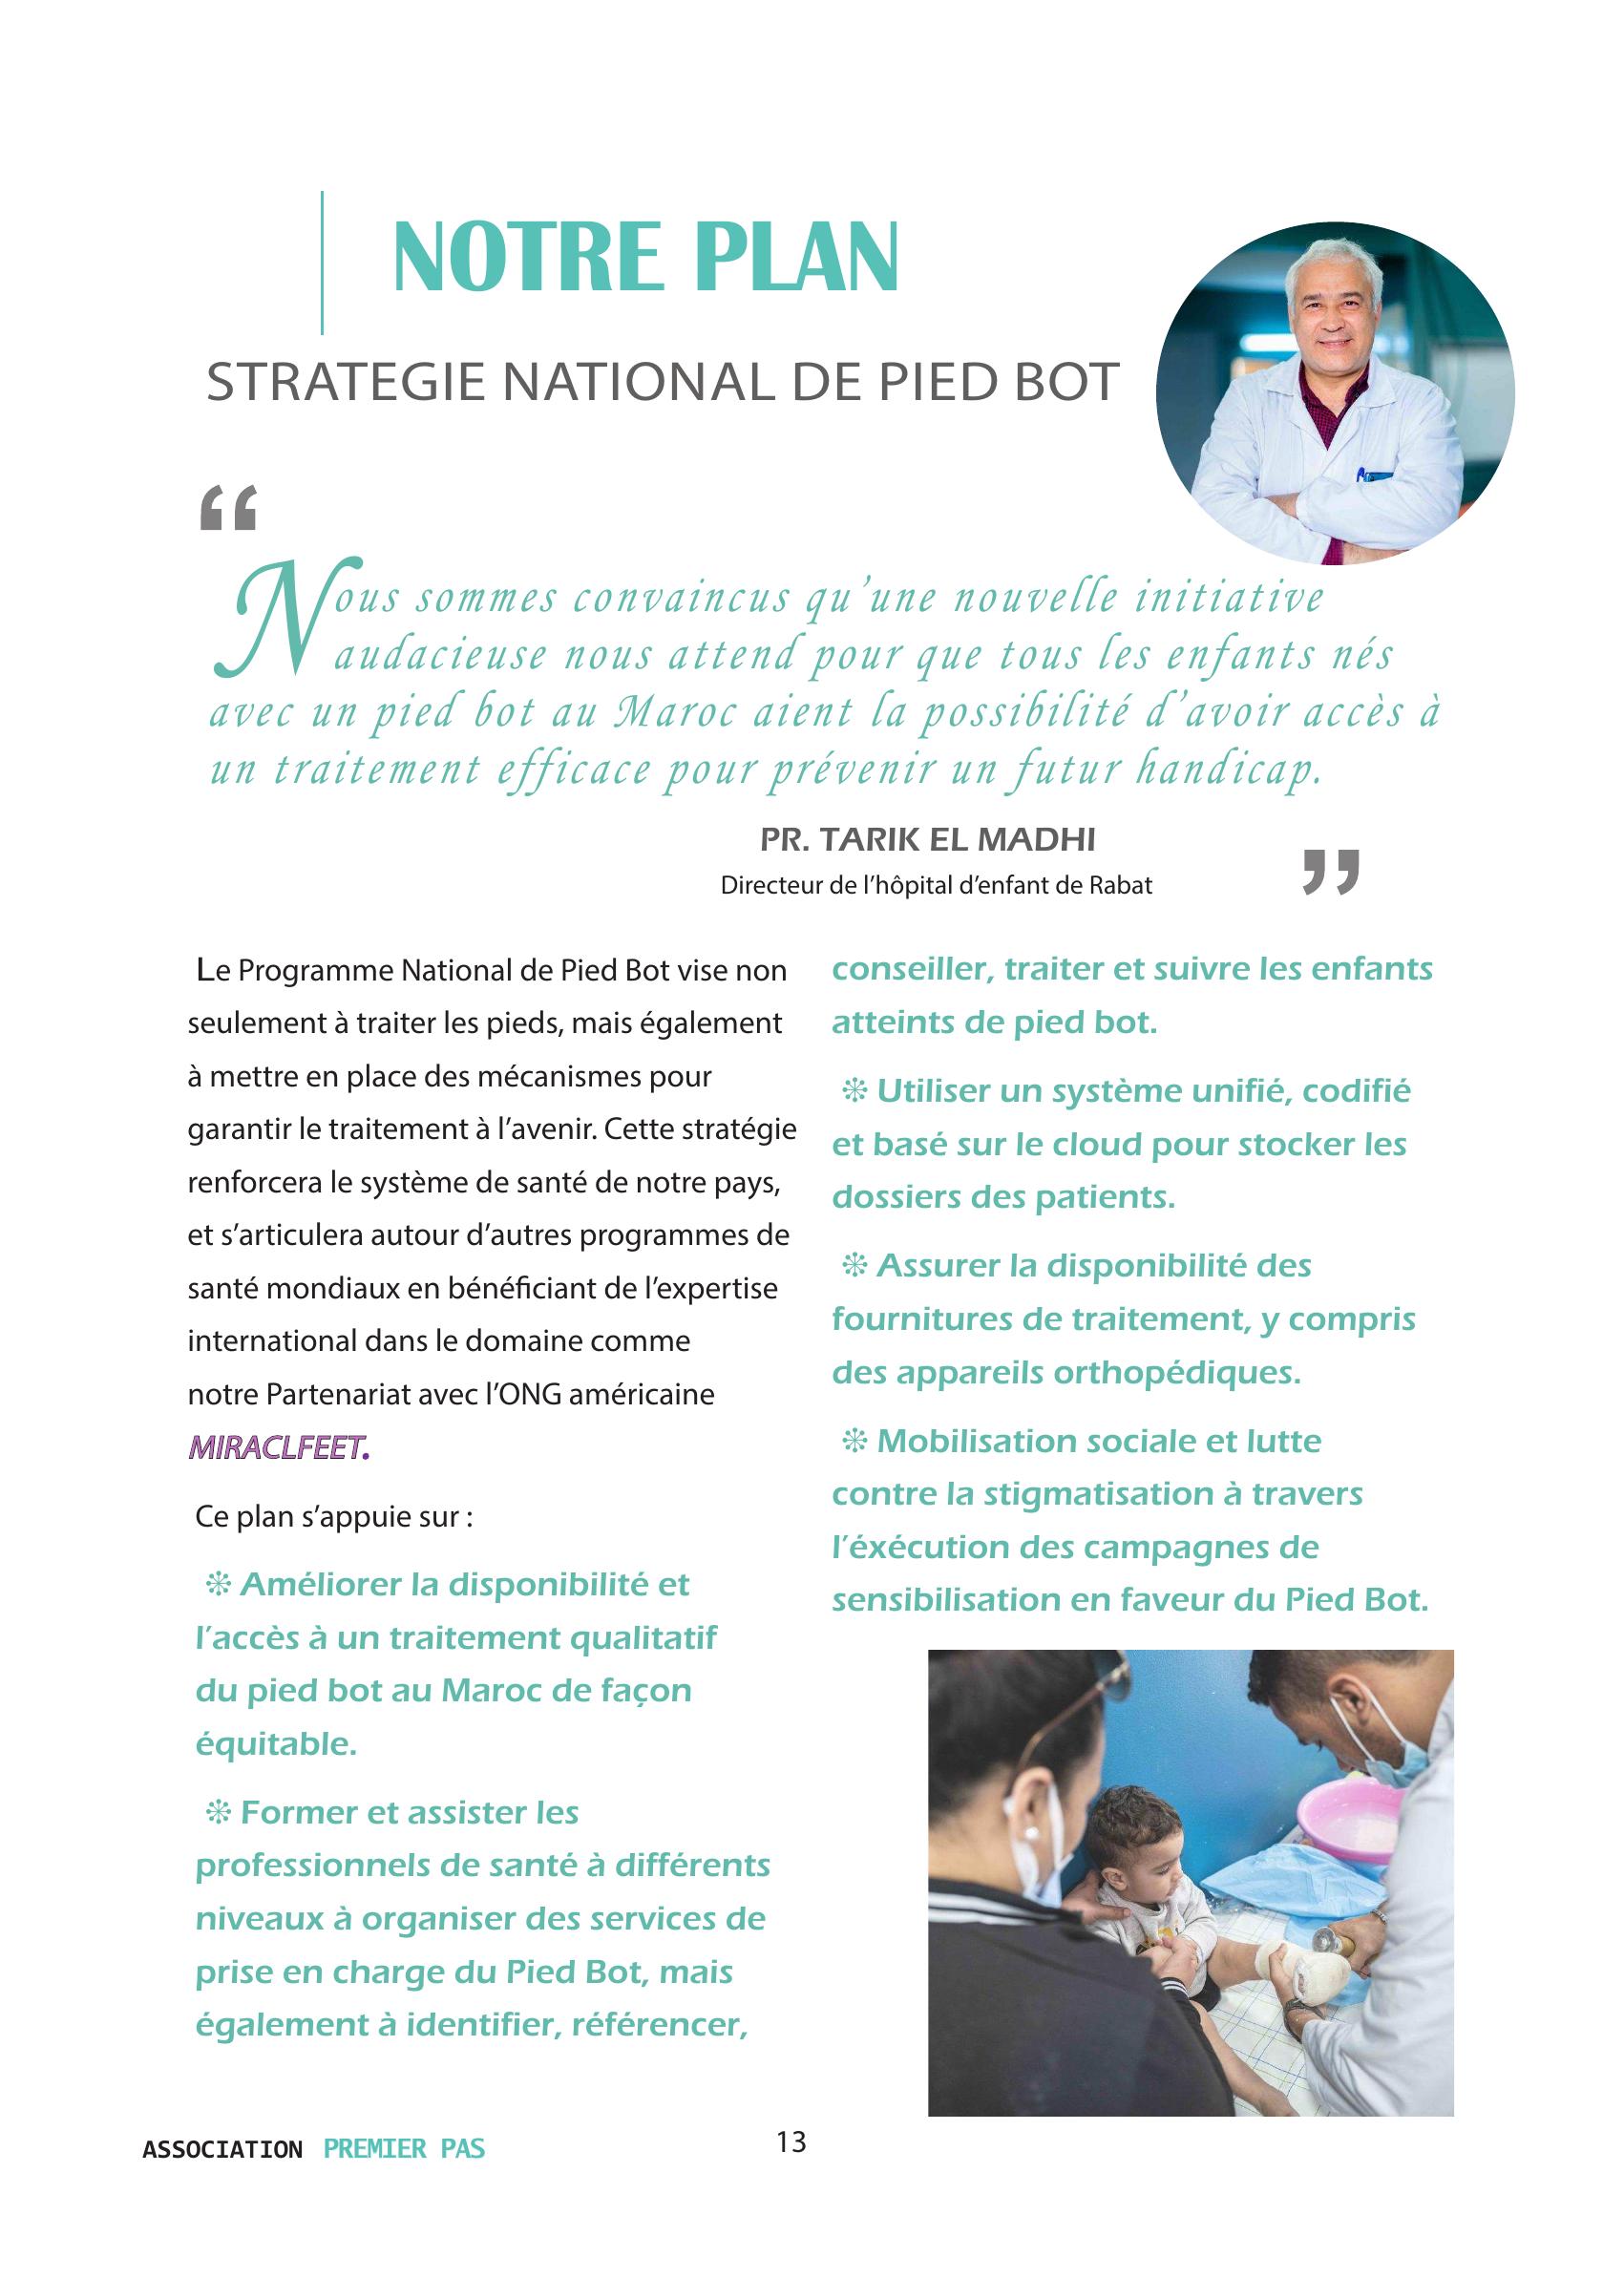 NOTRE PLAN
STRATEGIE NATIONAL DE PIED BOT
“
Nous sommes convaincus qu’une nouvelle initiative
audacieuse nous attend pour que tous les enfants nés
avec un pied bot au Maroc aient la possibilité d’avoir accès à
un traitement efficace pour prévenir un futur handicap.
PR. TARIK EL MADHI
Directeur de l’hôpital d’enfant de Rabat
”
Le Programme National de Pied Bot vise non
seulement à traiter les pieds, mais également
à mettre en place des mécanismes pour
garantir le traitement à l’avenir. Cette stratégie
renforcera le système de santé de notre pays,
et s’articulera autour d’autres programmes de
santé mondiaux en bénéficiant de l’expertise
international dans le domaine comme
notre Partenariat avec l’ONG américaine
MIRACLFEET.
Ce plan s’appuie sur :
❊ Améliorer la disponibilité et
l’accès à un traitement qualitatif
du pied bot au Maroc de façon
équitable.
❊ Former et assister les
professionnels de santé à différents
niveaux à organiser des services de
prise en charge du Pied Bot, mais
également à identifier, référencer,
conseiller, traiter et suivre les enfants
atteints de pied bot.
❊ Utiliser un système unifié, codifié
et basé sur le cloud pour stocker les
dossiers des patients.
❊ Assurer la disponibilité des
fournitures de traitement, y compris
des appareils orthopédiques.
❊ Mobilisation sociale et lutte
contre la stigmatisation à travers
l’éxécution des campagnes de
sensibilisation en faveur du Pied Bot.
ASSOCIATION PREMIER PAS
13